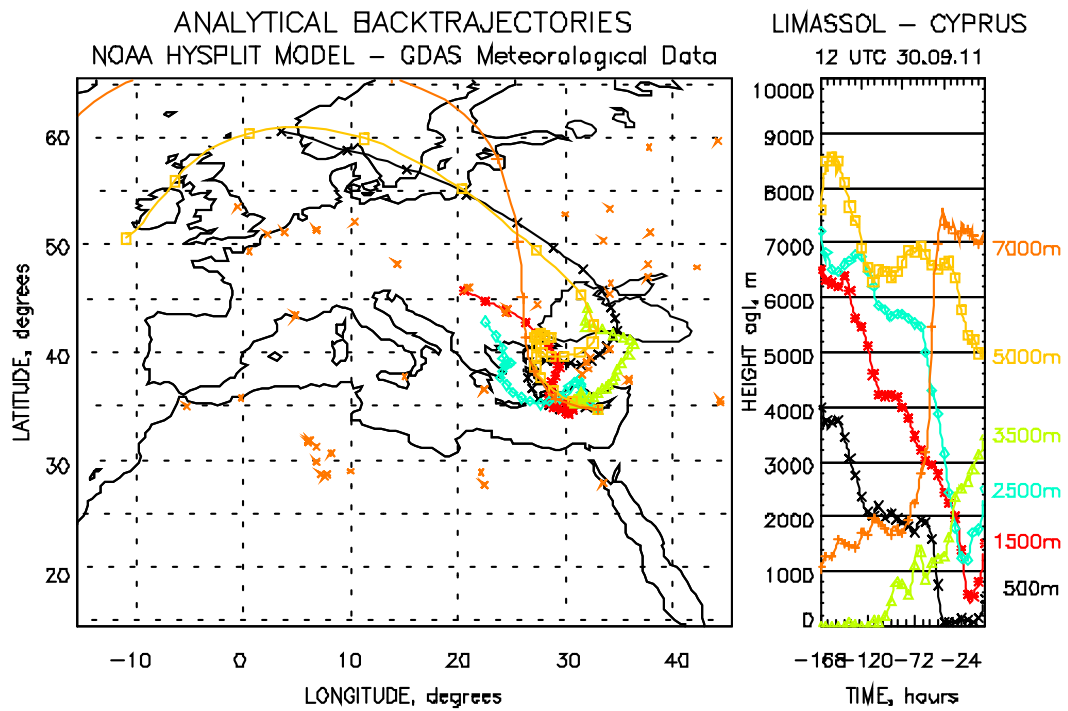 ANALYTICAL BACKTRAJECTORIES
NOAA HYSPLIT MODEL – GDAS Meteorological Data
LIMASSOL – CYPRUS
12 UTC 30.09.11
60
50
40
30
20
LATITUDE, degrees
−10 0 10 20 30 40
LONGITUDE, degrees
10000
9000
8000
7000
6000
5000
4000
3000
2000
1000
0
HEIGHT agl, m
7000m
5000m
3500m
2500m
1500m
500m
−168 −120 −72 −24
TIME, hours